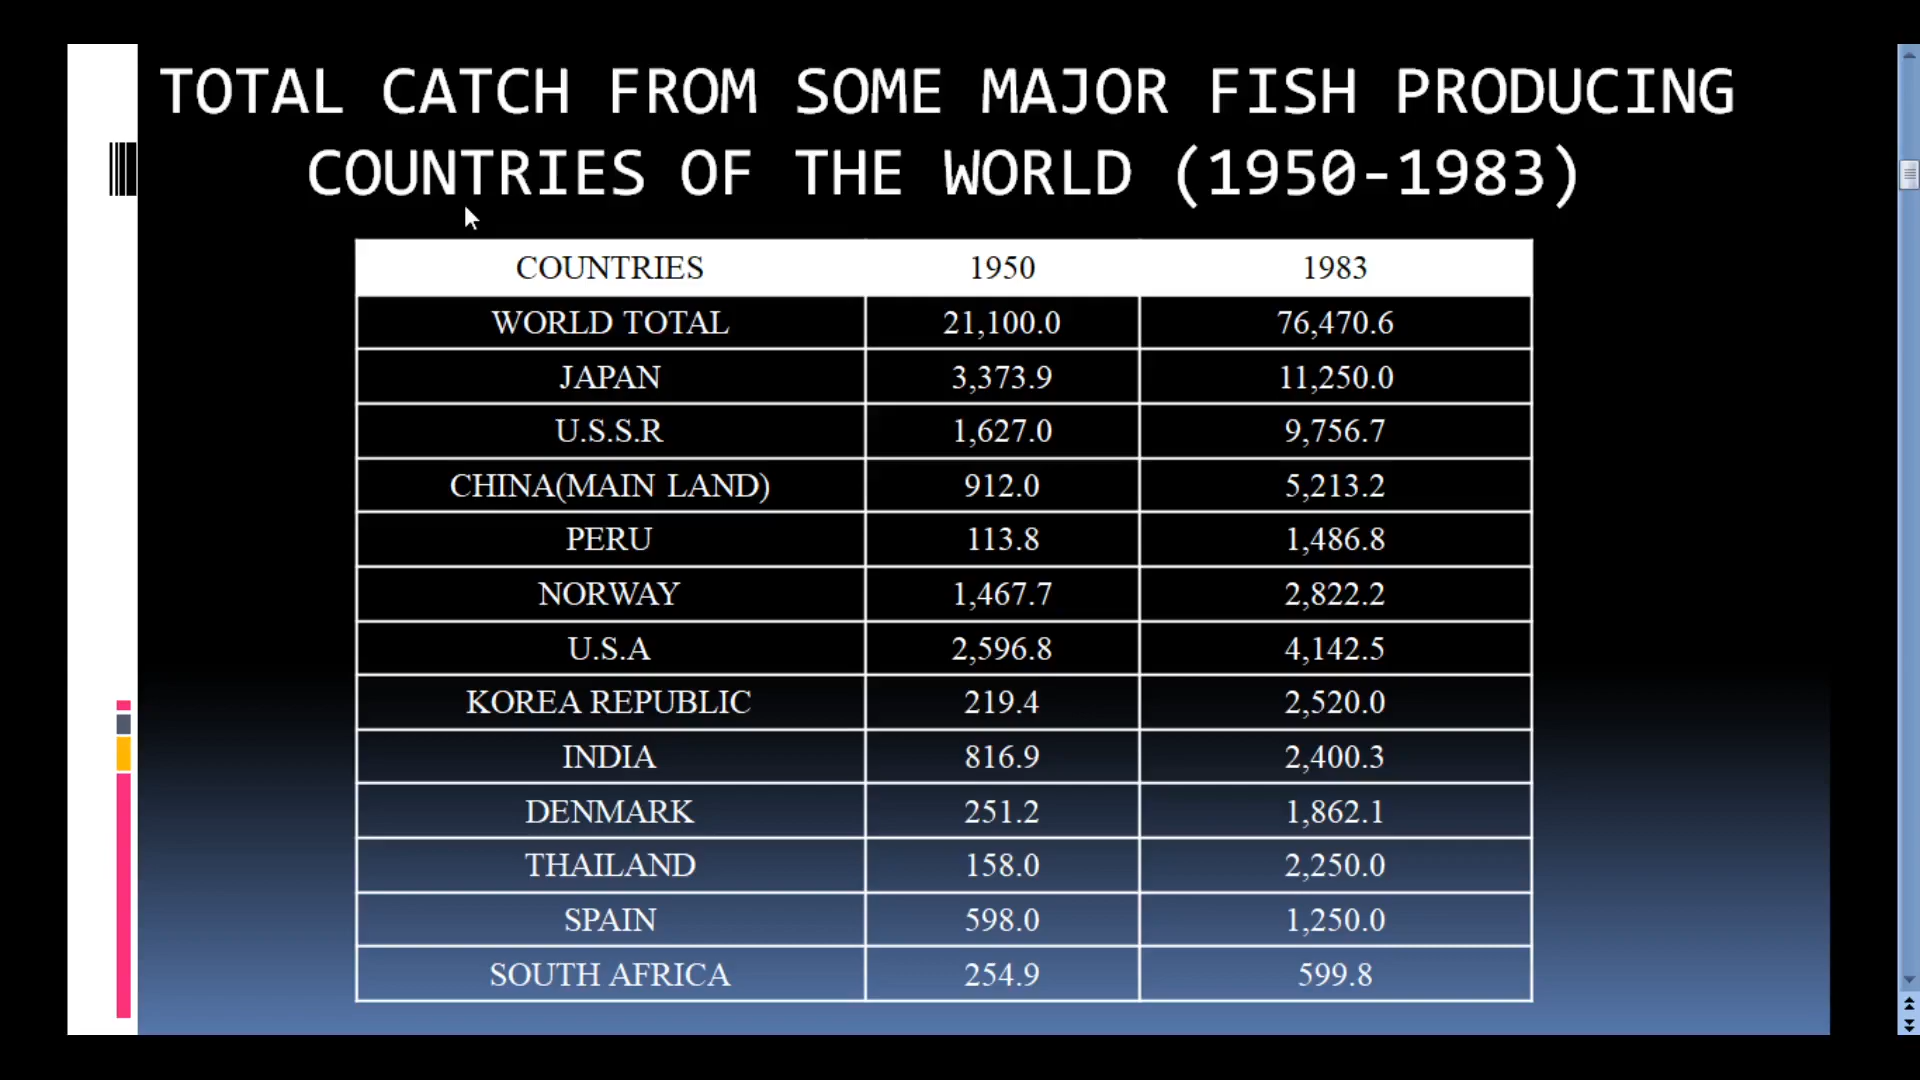 TOTAL CATCH FROM SOME MAJOR FISH PRODUCING
COUNTRIES OF THE WORLD (1950-1983)
COUNTRIES 1950 1983
WORLD TOTAL 21,100.0 76,470.6
JAPAN 3,373.9 11,250.0
U.S.S.R 1,627.0 9,756.7
CHINA(MAIN LAND) 912.0 5,213.2
PERU 113.8 1,486.8
NORWAY 1,467.7 2,822.2
U.S.A 2,596.8 4,142.5
KOREA REPUBLIC 219.4 2,520.0
INDIA 816.9 2,400.3
DENMARK 251.2 1,862.1
THAILAND 158.0 2,250.0
SPAIN 598.0 1,250.0
SOUTH AFRICA 254.9 599.8